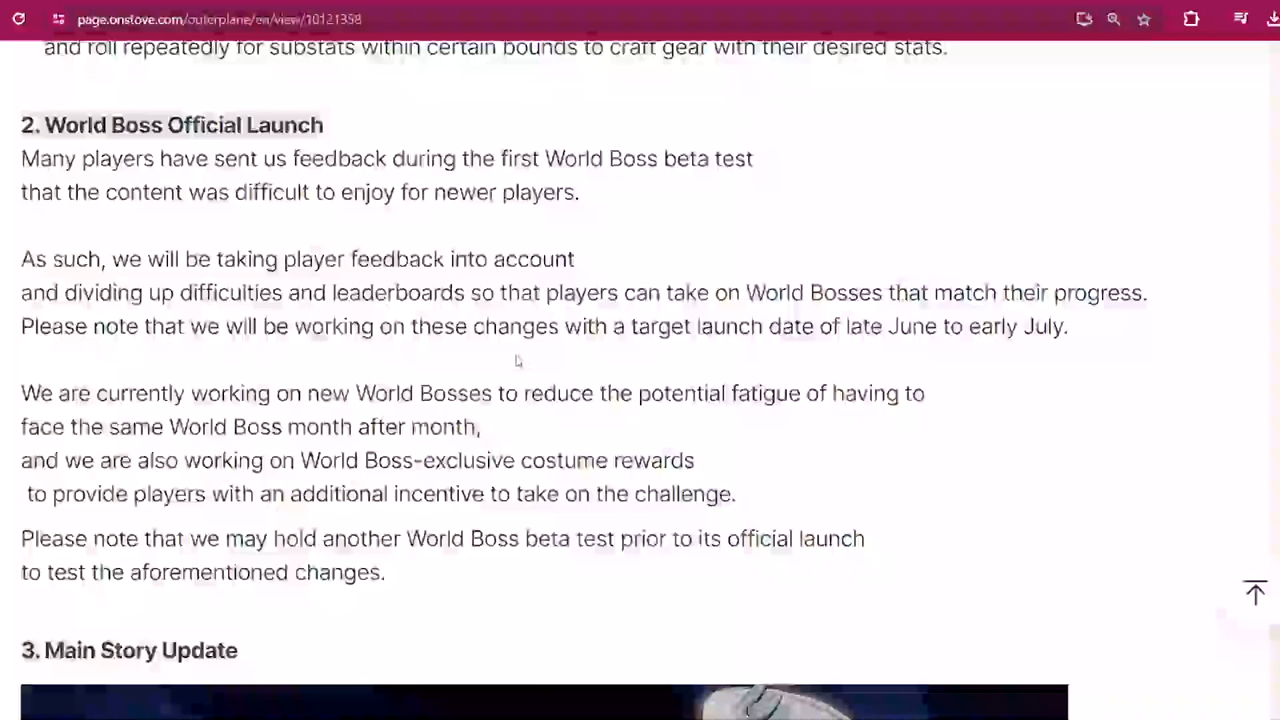 page.onstove.com/outerplane/en/view/10121358
and roll repeatedly for substats within certain bounds to craft gear with their desired stats.
2. World Boss Official Launch
Many players have sent us feedback during the first World Boss beta test
that the content was difficult to enjoy for newer players.
As such, we will be taking player feedback into account
and dividing up difficulties and leaderboards so that players can take on World Bosses that match their progress.
Please note that we will be working on these changes with a target launch date of late June to early July.
We are currently working on new World Bosses to reduce the potential fatigue of having to
face the same World Boss month after month,
and we are also working on World Boss-exclusive costume rewards
to provide players with an additional incentive to take on the challenge.
Please note that we may hold another World Boss beta test prior to its official launch
to test the aforementioned changes.
3. Main Story Update